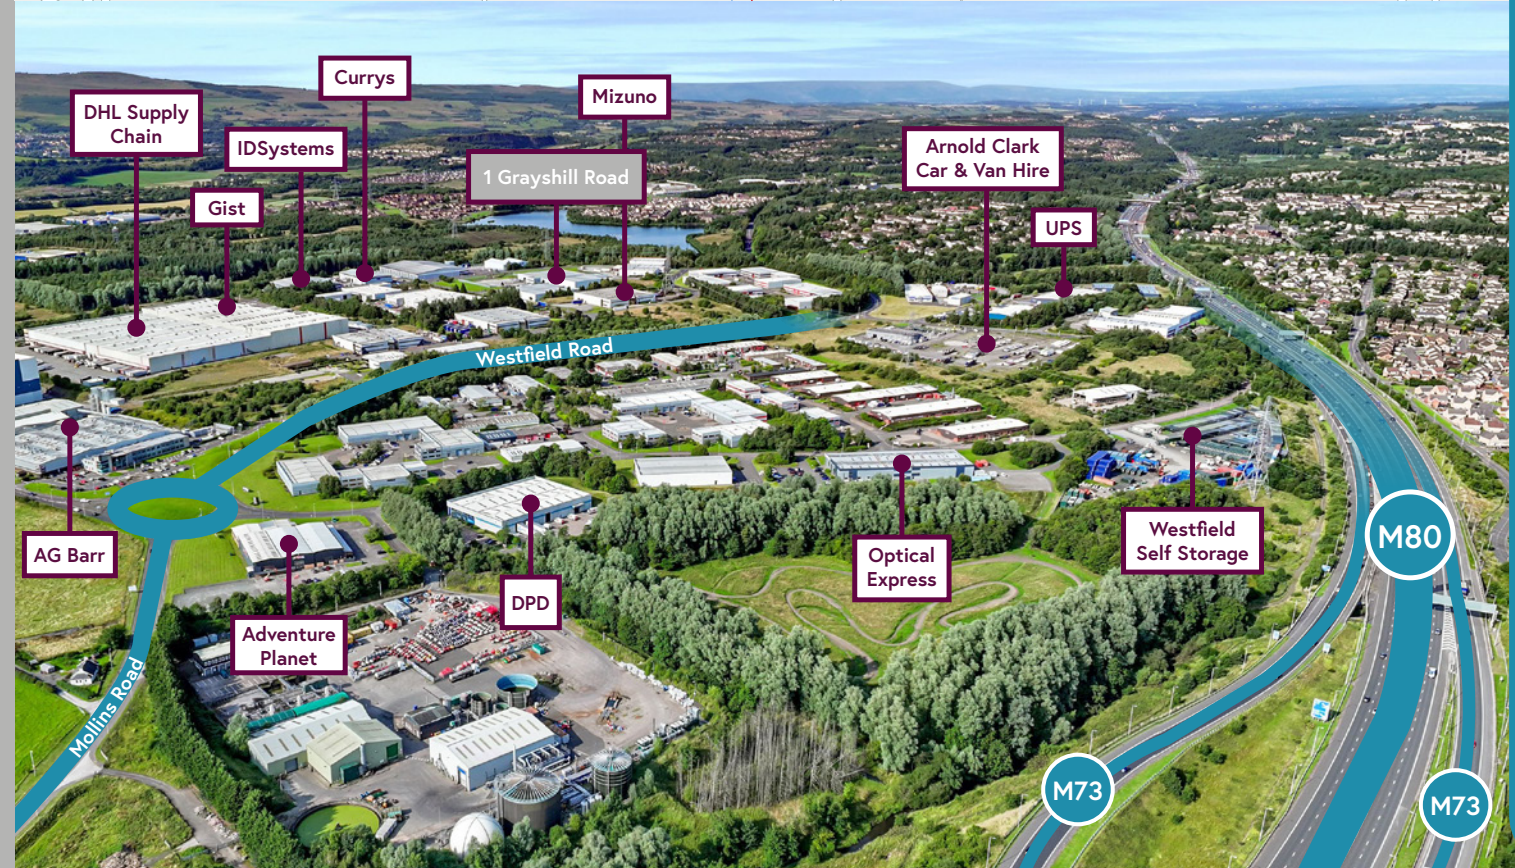 Currys
Mizuno
DHL Supply
Chain
IDSystems
Arnold Clark
Car & Van Hire
1 Grayshill Road
Gist
UPS
Westfield Road
AG Barr
Adventure
Planet
DPD
Optical
Express
Westfield
Self Storage
M80
Mollins Road
M73
M73